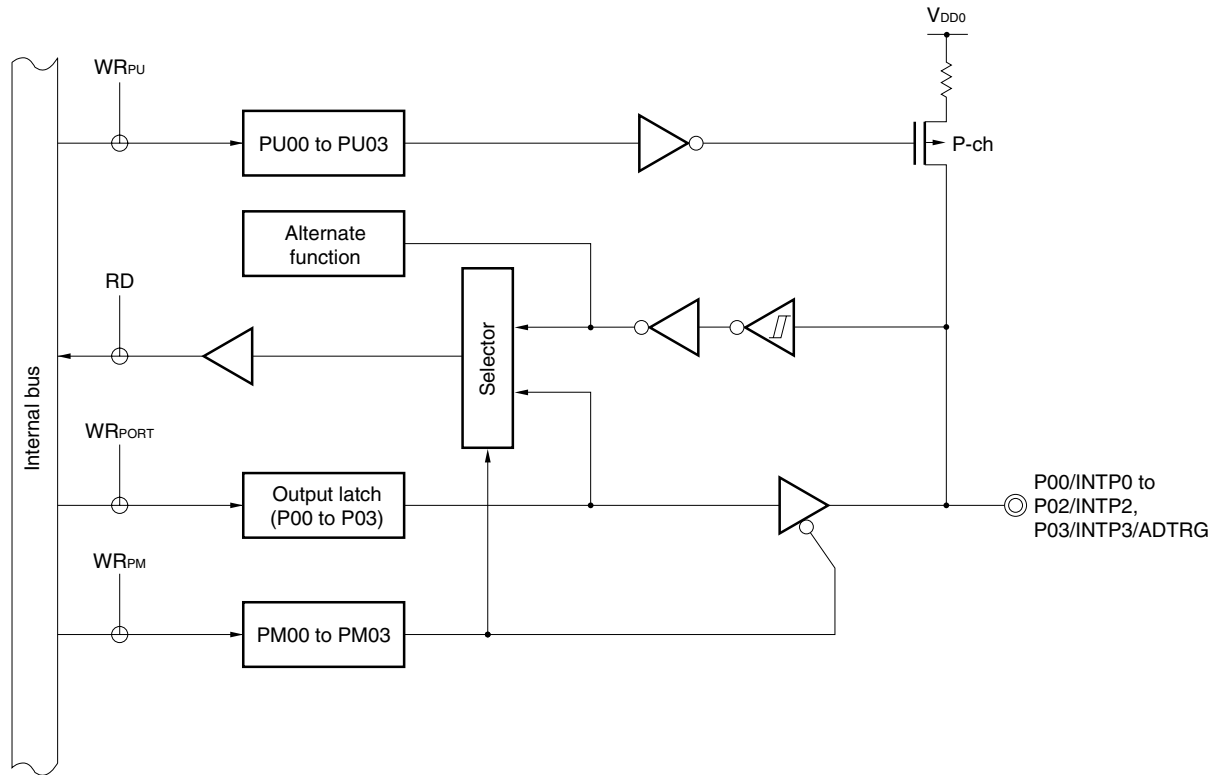 VDD0
WRPU
PU00 to PU03
P-ch
Alternate
function
RD
Selector
Internal bus
WRPORT
Output latch
(P00 to P03)
P00/INTP0 to
P02/INTP2,
P03/INTP3/ADTRG
WRPM
PM00 to PM03